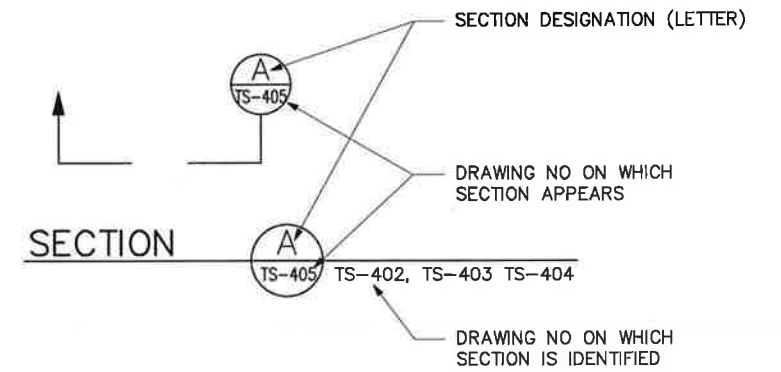 SECTION DESIGNATION (LETTER)
A
TS-405
DRAWING NO ON WHICH
SECTION APPEARS
SECTION
A
TS-405
TS-402, TS-403 TS-404
DRAWING NO ON WHICH
SECTION IS IDENTIFIED